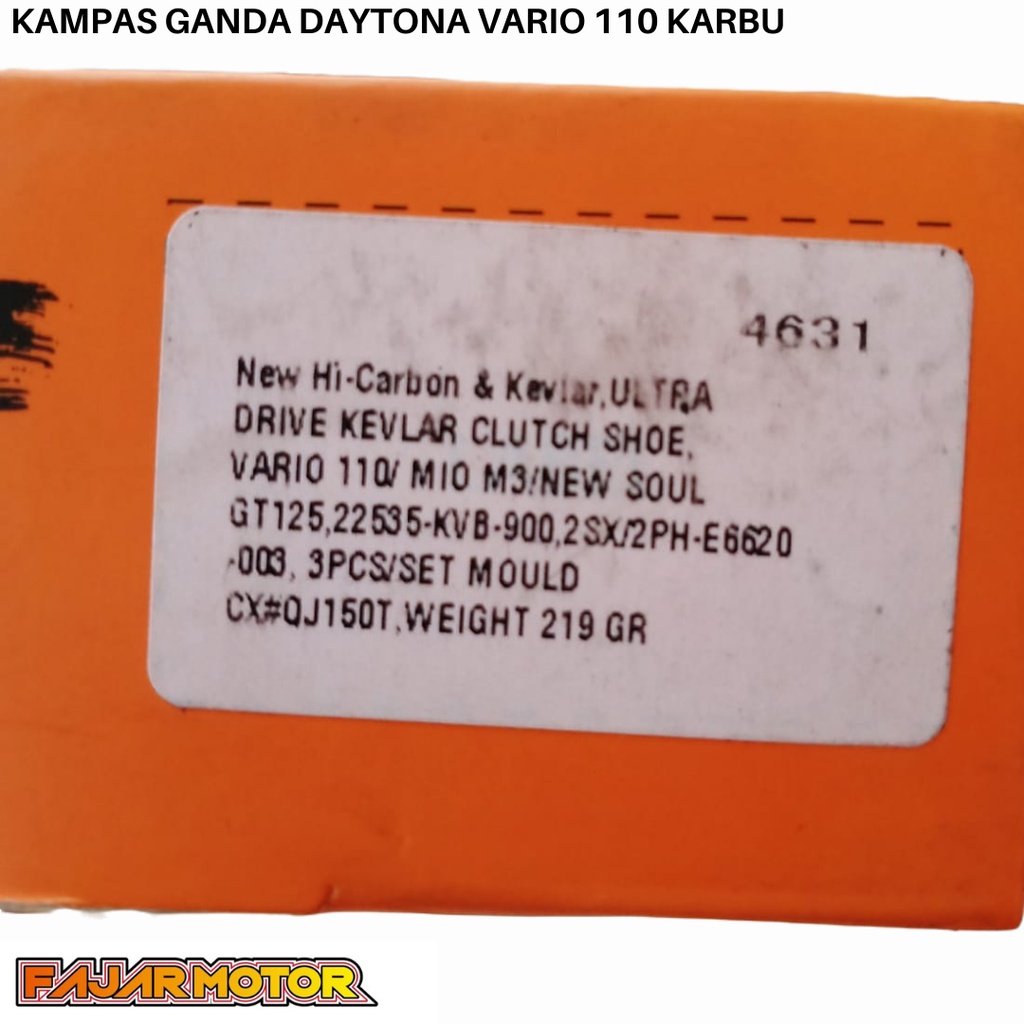 KAMPAS GANDA DAYTONA VARIO 110 KARBU
4631
New Hi-Carbon & Kevlar,ULTRA
DRIVE KEVLAR CLUTCH SHOE,
VARIO 110/ MIO M3/NEW SOUL
GT125,22535-KVB-900,2SX/2PH-E6620
-003, 3PCS/SET MOULD
CX#QJ150T,WEIGHT 219 GR
FAJAR MOTOR